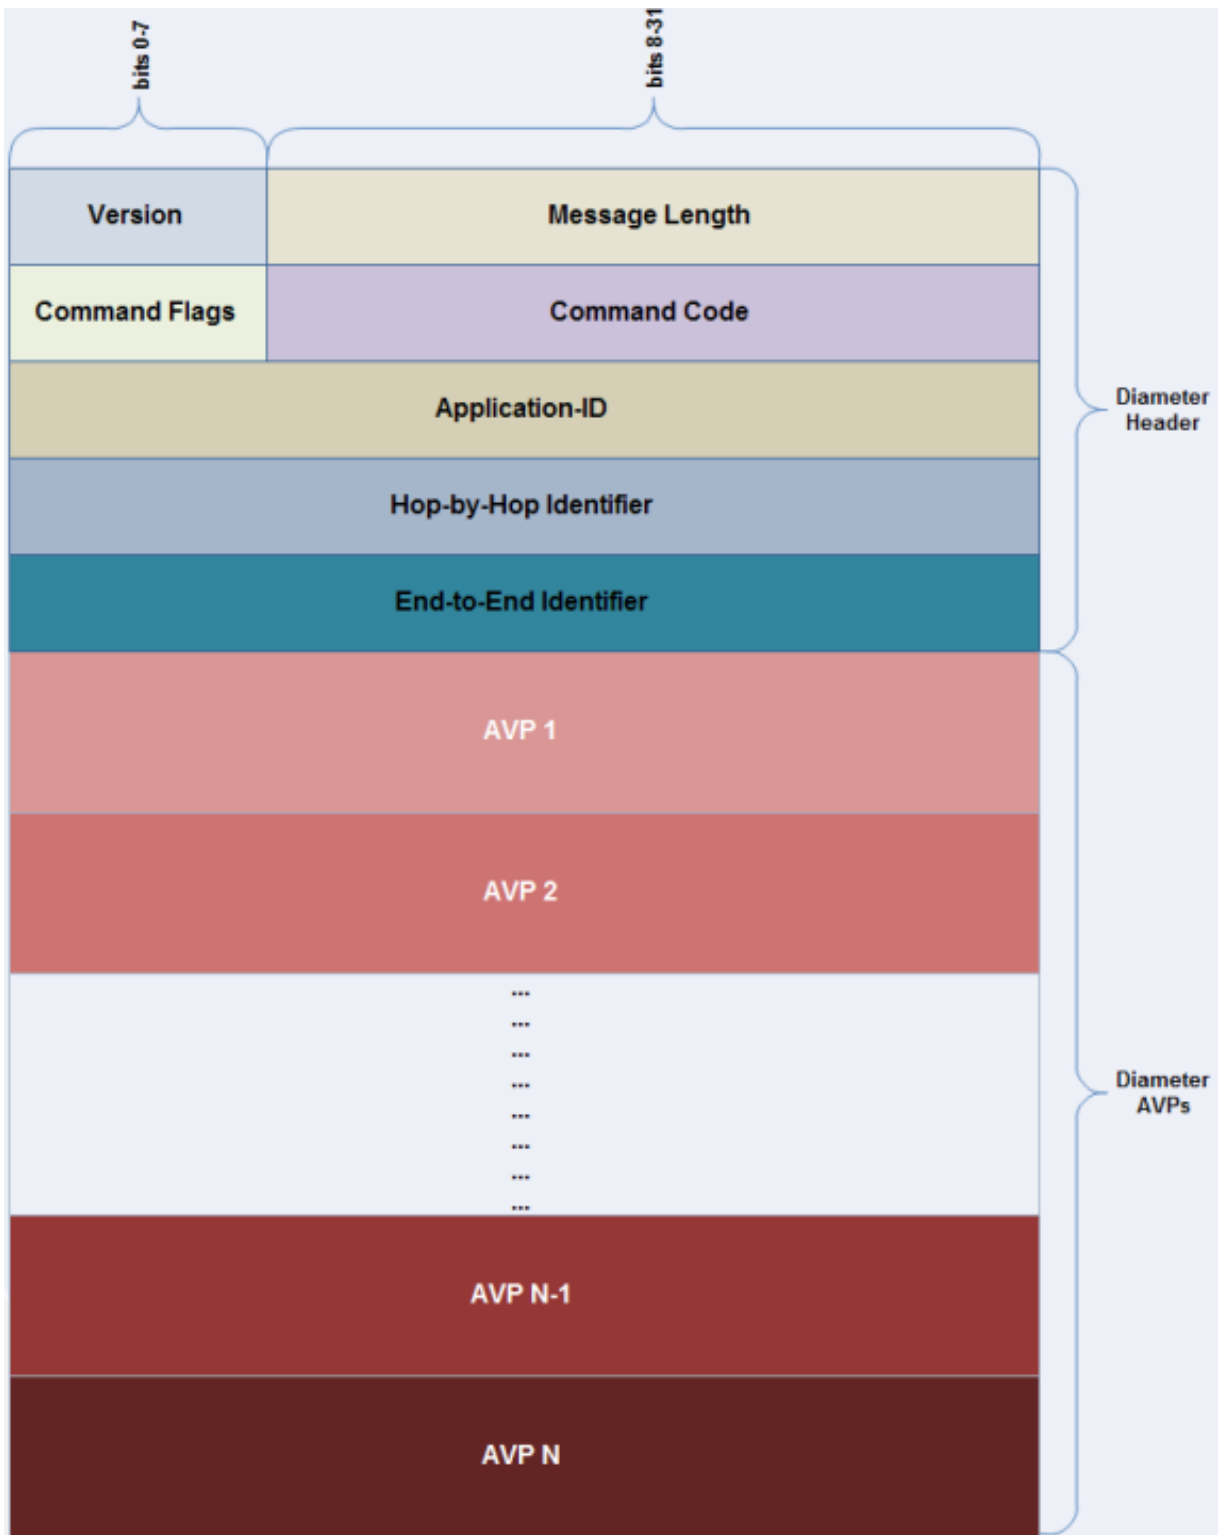 bits 0-7
bits 8-31
Version
Message Length
Command Flags
Command Code
Application-ID
Hop-by-Hop Identifier
End-to-End Identifier
Diameter
Header
AVP 1
AVP 2
...
...
...
...
...
...
...
...
AVP N-1
AVP N
Diameter
AVPs